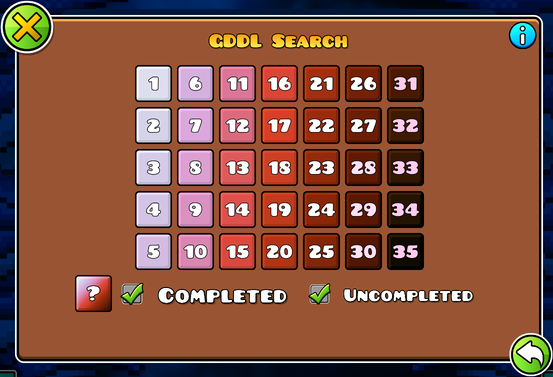 GDDL Search
i
1 6 11 16 21 26 31
2 7 12 17 22 27 32
3 8 13 18 23 28 33
4 9 14 19 24 29 34
5 10 15 20 25 30 35
? Completed Uncompleted